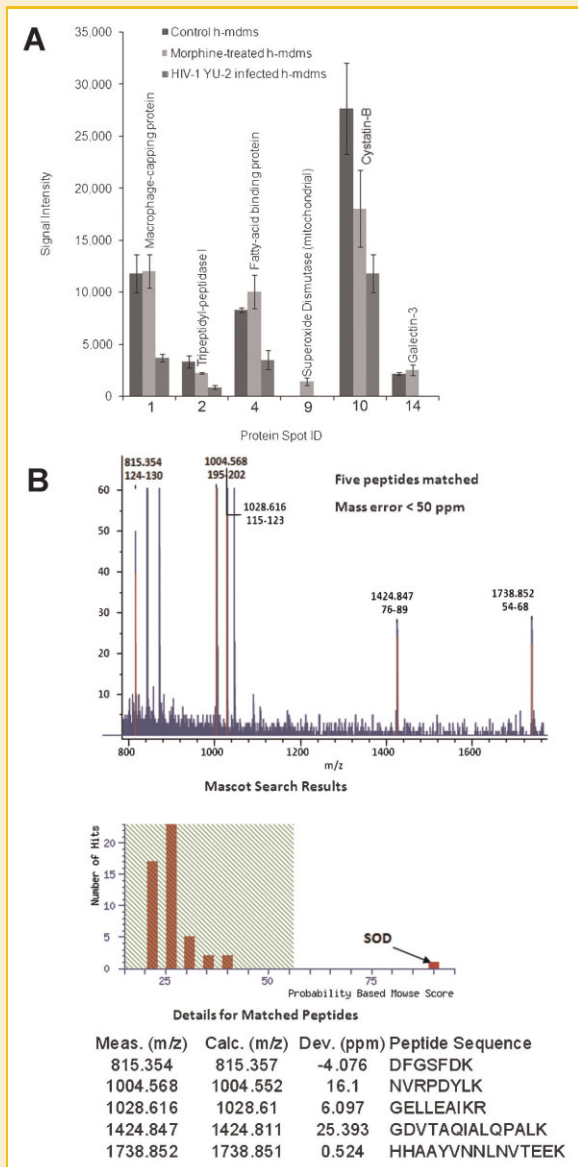 A
35.000
30.000
25.000
20.000
15.000
10.000
5.000
0
Signal Intensity
Control h-mdms
Morphine-treated h-mdms
HIV-1 YU-2 infected h-mdms
Macrophage-capping protein
Tripeptidyl-peptidase I
Fatty-acid binding protein
Superoxide Dismutase (mitochondrial)
Cystatin-B
Galectin-3
1 2 4 9 10 14
Protein Spot ID
B
815.354
124-130
1004.568
195-202
1028.616
115-123
Five peptides matched
Mass error < 50 ppm
1424.847
76-89
1738.852
54-68
60
50
40
30
20
10
800 1000 1200 1400 1600
m/z
Mascot Search Results
Number of Hits
20
15
10
5
0
25 50 75
SOD
Probability Based Mowse Score
Details for Matched Peptides
Meas. (m/z) Calc. (m/z) Dev. (ppm) Peptide Sequence
815.354 815.357 -4.076 DFGSFDK
1004.568 1004.552 16.1 NVRPDYLK
1028.616 1028.61 6.097 GELLEAIKR
1424.847 1424.811 25.393 GDVTAQIALQPALK
1738.852 1738.851 0.524 HHAAYVNNLNVTEEK